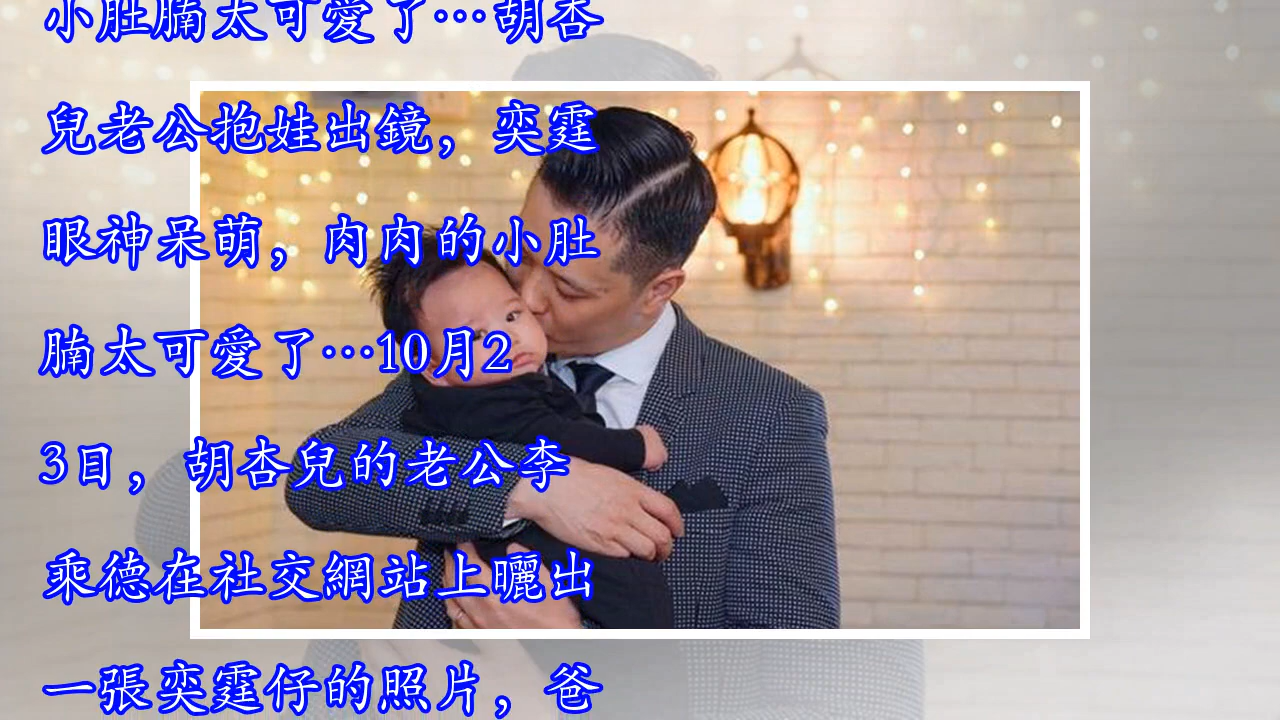 小肚腩太可愛了…胡杏
兒老公抱娃出鏡，奕霆
眼神呆萌，肉肉的小肚
腩太可愛了…10月2
3日，胡杏兒的老公李
乘德在社交網站上曬出
一張奕霆仔的照片，爸